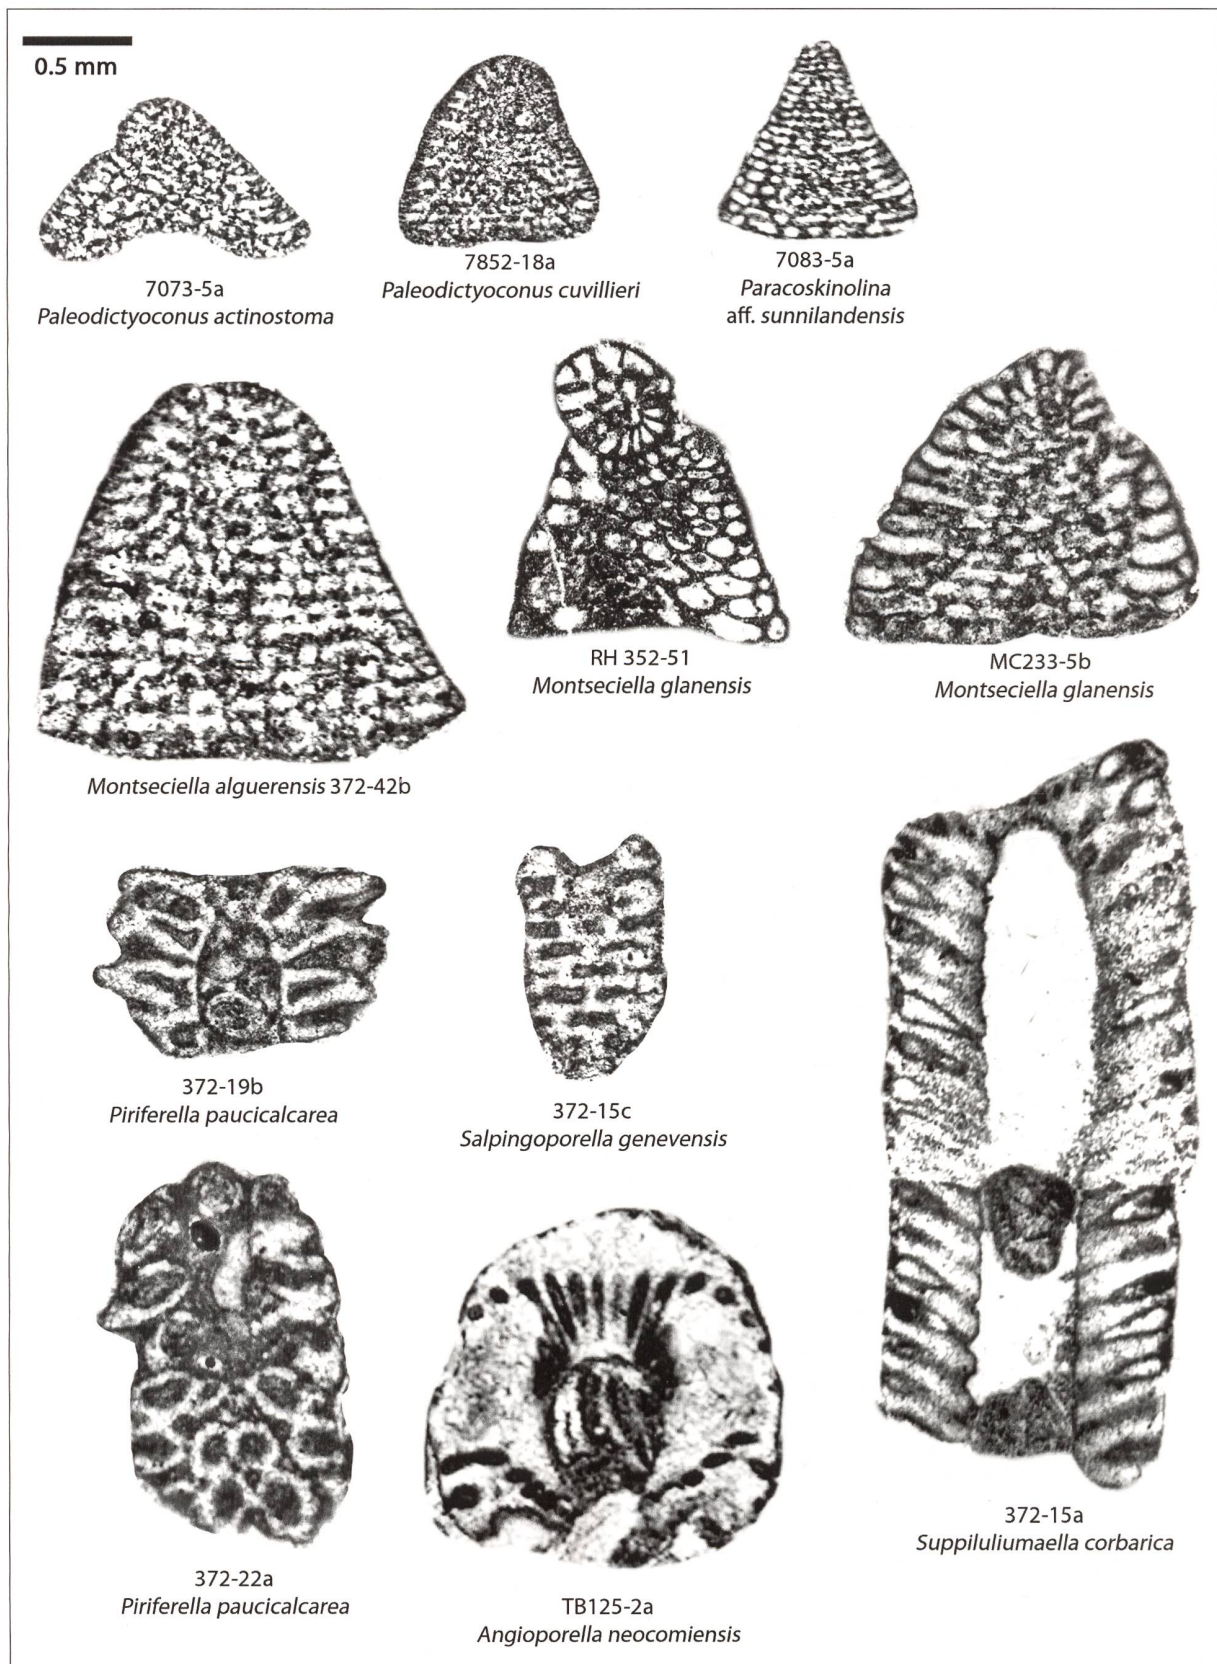 0.5 mm
7073-5a
Paleodictyoconus actinostoma
7852-18a
Paleodictyoconus cuvillieri
7083-5a
Paracoskinolina
aff. sunnilandensis
Montseciella alguerensis 372-42b
RH 352-51
Montseciella glanensis
MC233-5b
Montseciella glanensis
372-19b
Piriferella paucicalcarea
372-15c
Salpingoporella genevensis
372-22a
Piriferella paucicalcarea
TB125-2a
Angioporella neocomiensis
372-15a
Suppiluliumaella corbarica